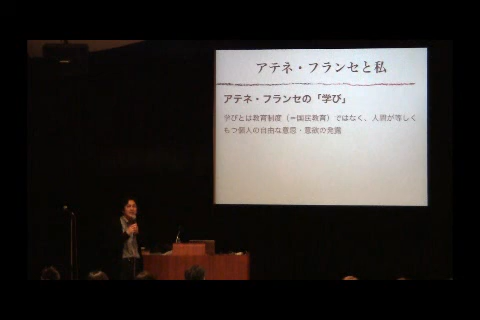 アテネ・フランセと私
アテネ・フランセの「学び」
学びとは教育制度（＝国民教育）ではなく、人間が等しく
もつ個人の自由な意思・意欲の発露